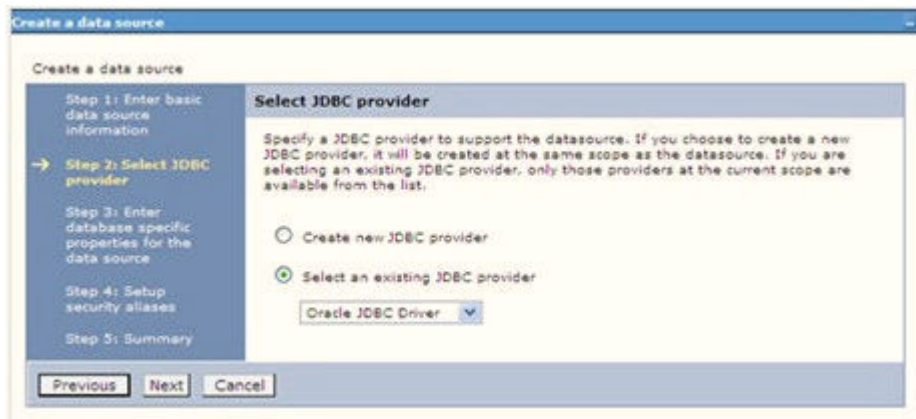 Create a data source
Create a data source
Step 1: Enter basic
data source
information
Step 2: Select JDBC
provider
Step 3: Enter
database specific
properties for the
data source
Step 4: Setup
security aliases
Step 5: Summary
Select JDBC provider
Specify a JDBC provider to support the datasource. If you choose to create a new
JDBC provider, it will be created at the same scope as the datasource. If you are
selecting an existing JDBC provider, only those providers at the current scope are
available from the list.
Create new JDBC provider
Select an existing JDBC provider
Oracle JDBC Driver
Previous Next Cancel